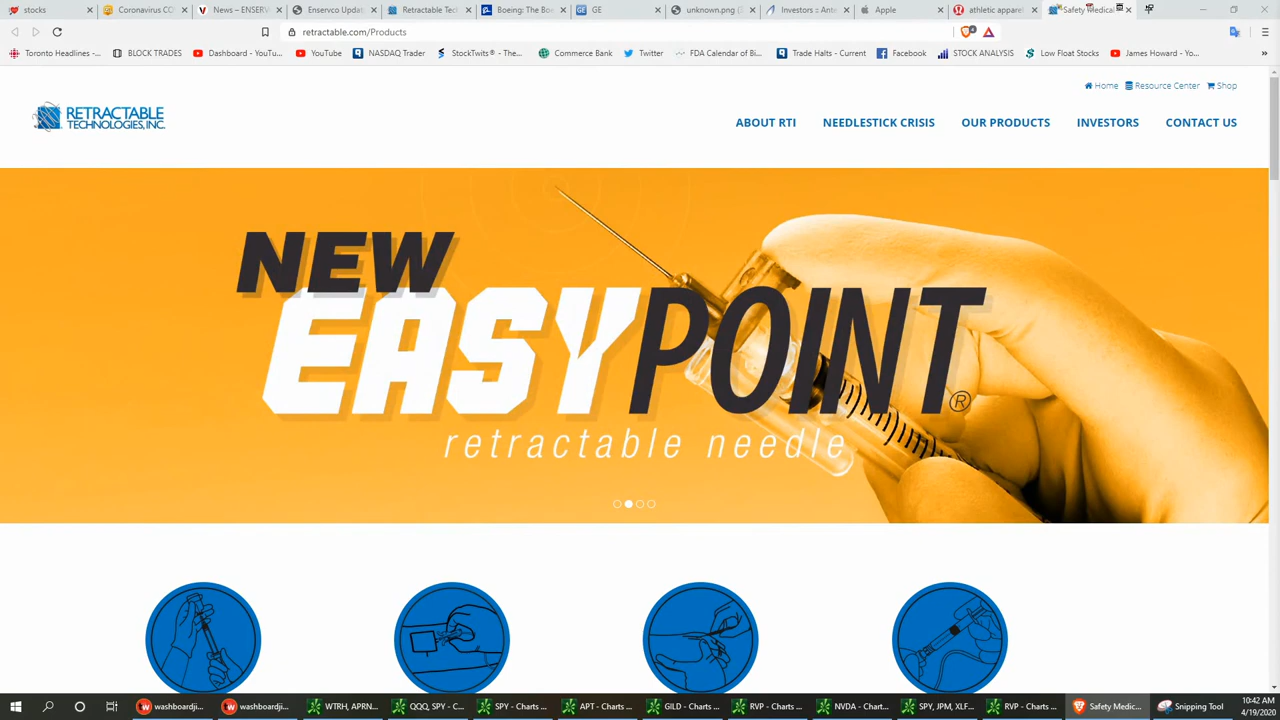 stocks
Coronavirus CO
News – ENSERV
Enservco Upda
Retractable Tec
Boeing: The Bo
GE
unknown.png (
Investors :: Ante
Apple
athletic apparel
Safety Medical
retractable.com/Products
Toronto Headlines -...
BLOCK TRADES
Dashboard - YouTu...
YouTube
NASDAQ Trader
StockTwits® - The...
Commerce Bank
Twitter
FDA Calendar of Bi...
Trade Halts - Current
Facebook
STOCK ANALYSIS
Low Float Stocks
James Howard - Yo...
»
Home
Resource Center
Shop
RETRACTABLE
TECHNOLOGIES, INC.
ABOUT RTI
NEEDLESTICK CRISIS
OUR PRODUCTS
INVESTORS
CONTACT US
NEW
EASYPOINT®
retractable needle
washboardji...
washboardji...
WTRH, APRN...
QQQ, SPY - C...
SPY - Charts ...
APT - Charts ...
GILD - Charts ...
RVP - Charts ...
NVDA - Chart...
SPY, JPM, XLF...
RVP - Charts ...
Safety Medic...
Snipping Tool
10:42 AM
4/19/2020